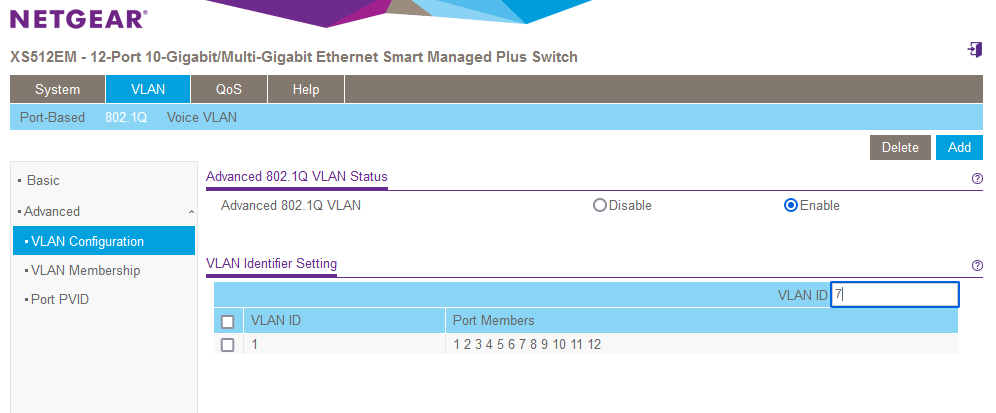 NETGEAR®
XS512EM - 12-Port 10-Gigabit/Multi-Gigabit Ethernet Smart Managed Plus Switch
System VLAN QoS Help
Port-Based 802.1Q Voice VLAN
Delete Add
Basic
Advanced
VLAN Configuration
VLAN Membership
Port PVID
Advanced 802.1Q VLAN Status
Advanced 802.1Q VLAN Disable Enable
VLAN Identifier Setting
VLAN ID 7
VLAN ID Port Members
1 1 2 3 4 5 6 7 8 9 10 11 12